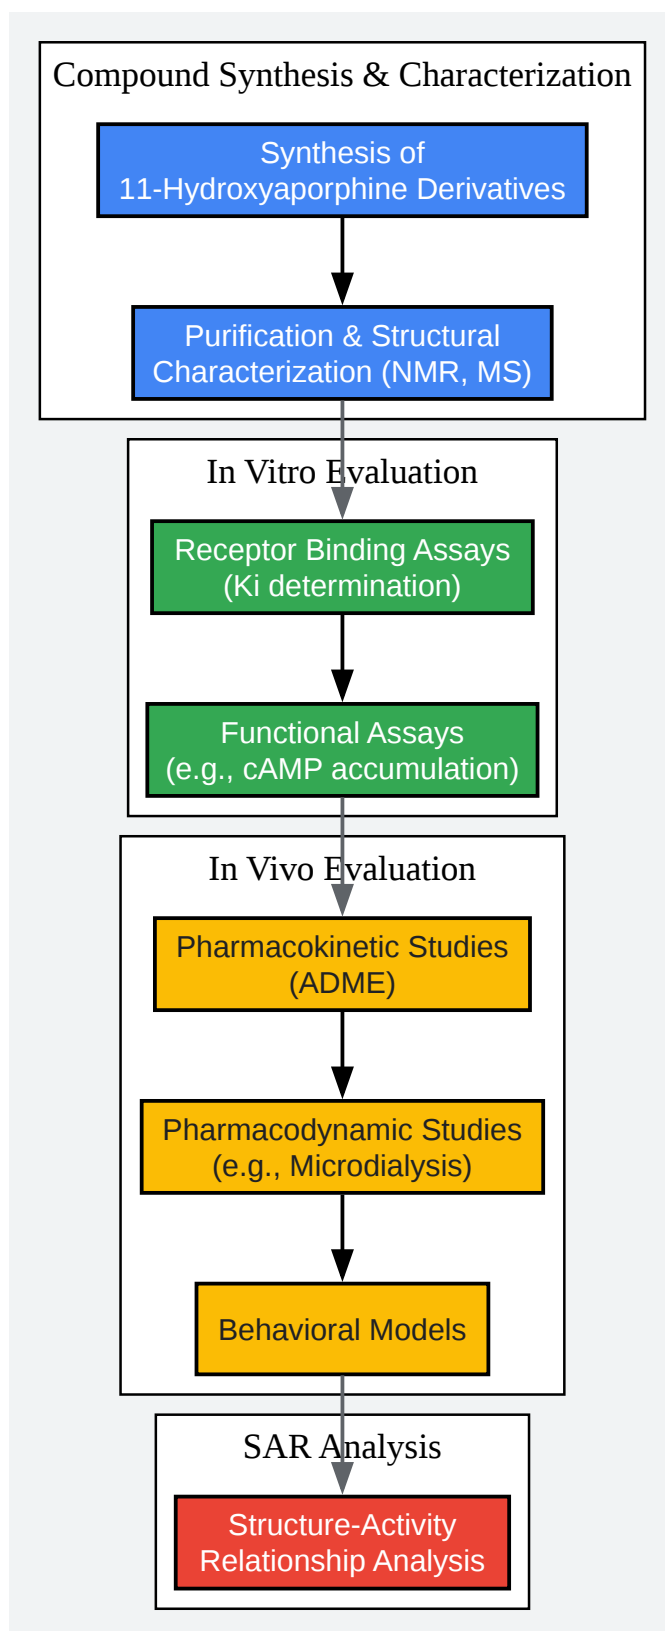 Compound Synthesis & Characterization
Synthesis of
11-Hydroxyaporphine Derivatives
Purification & Structural
Characterization (NMR, MS)
In Vitro Evaluation
Receptor Binding Assays
(Ki determination)
Functional Assays
(e.g., cAMP accumulation)
In Vivo Evaluation
Pharmacokinetic Studies
(ADME)
Pharmacodynamic Studies
(e.g., Microdialysis)
Behavioral Models
SAR Analysis
Structure-Activity
Relationship Analysis